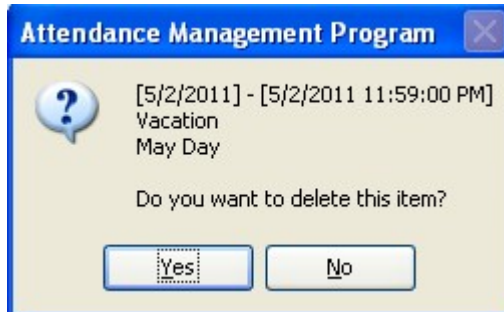 Attendance Management Program
[5/2/2011] - [5/2/2011 11:59:00 PM]
Vacation
May Day
Do you want to delete this item?
Yes
No